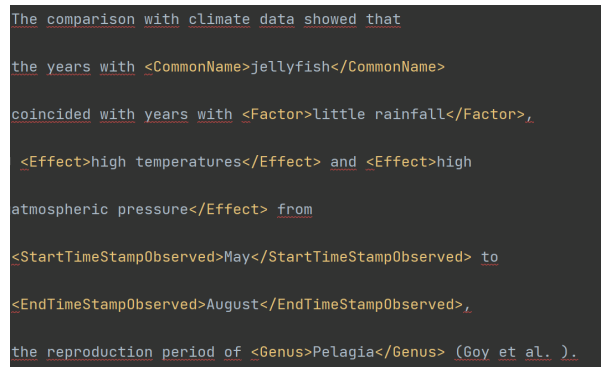 The comparison with climate data showed that
the years with <CommonName>jellyfish</CommonName>
coincided with years with <Factor>little rainfall</Factor>,
<Effect>high temperatures</Effect> and <Effect>high
atmospheric pressure</Effect> from
<StartTimeStampObserved>May</StartTimeStampObserved> to
<EndTimeStampObserved>August</EndTimeStampObserved>,
the reproduction period of <Genus>Pelagia</Genus> (Goy et al. ).